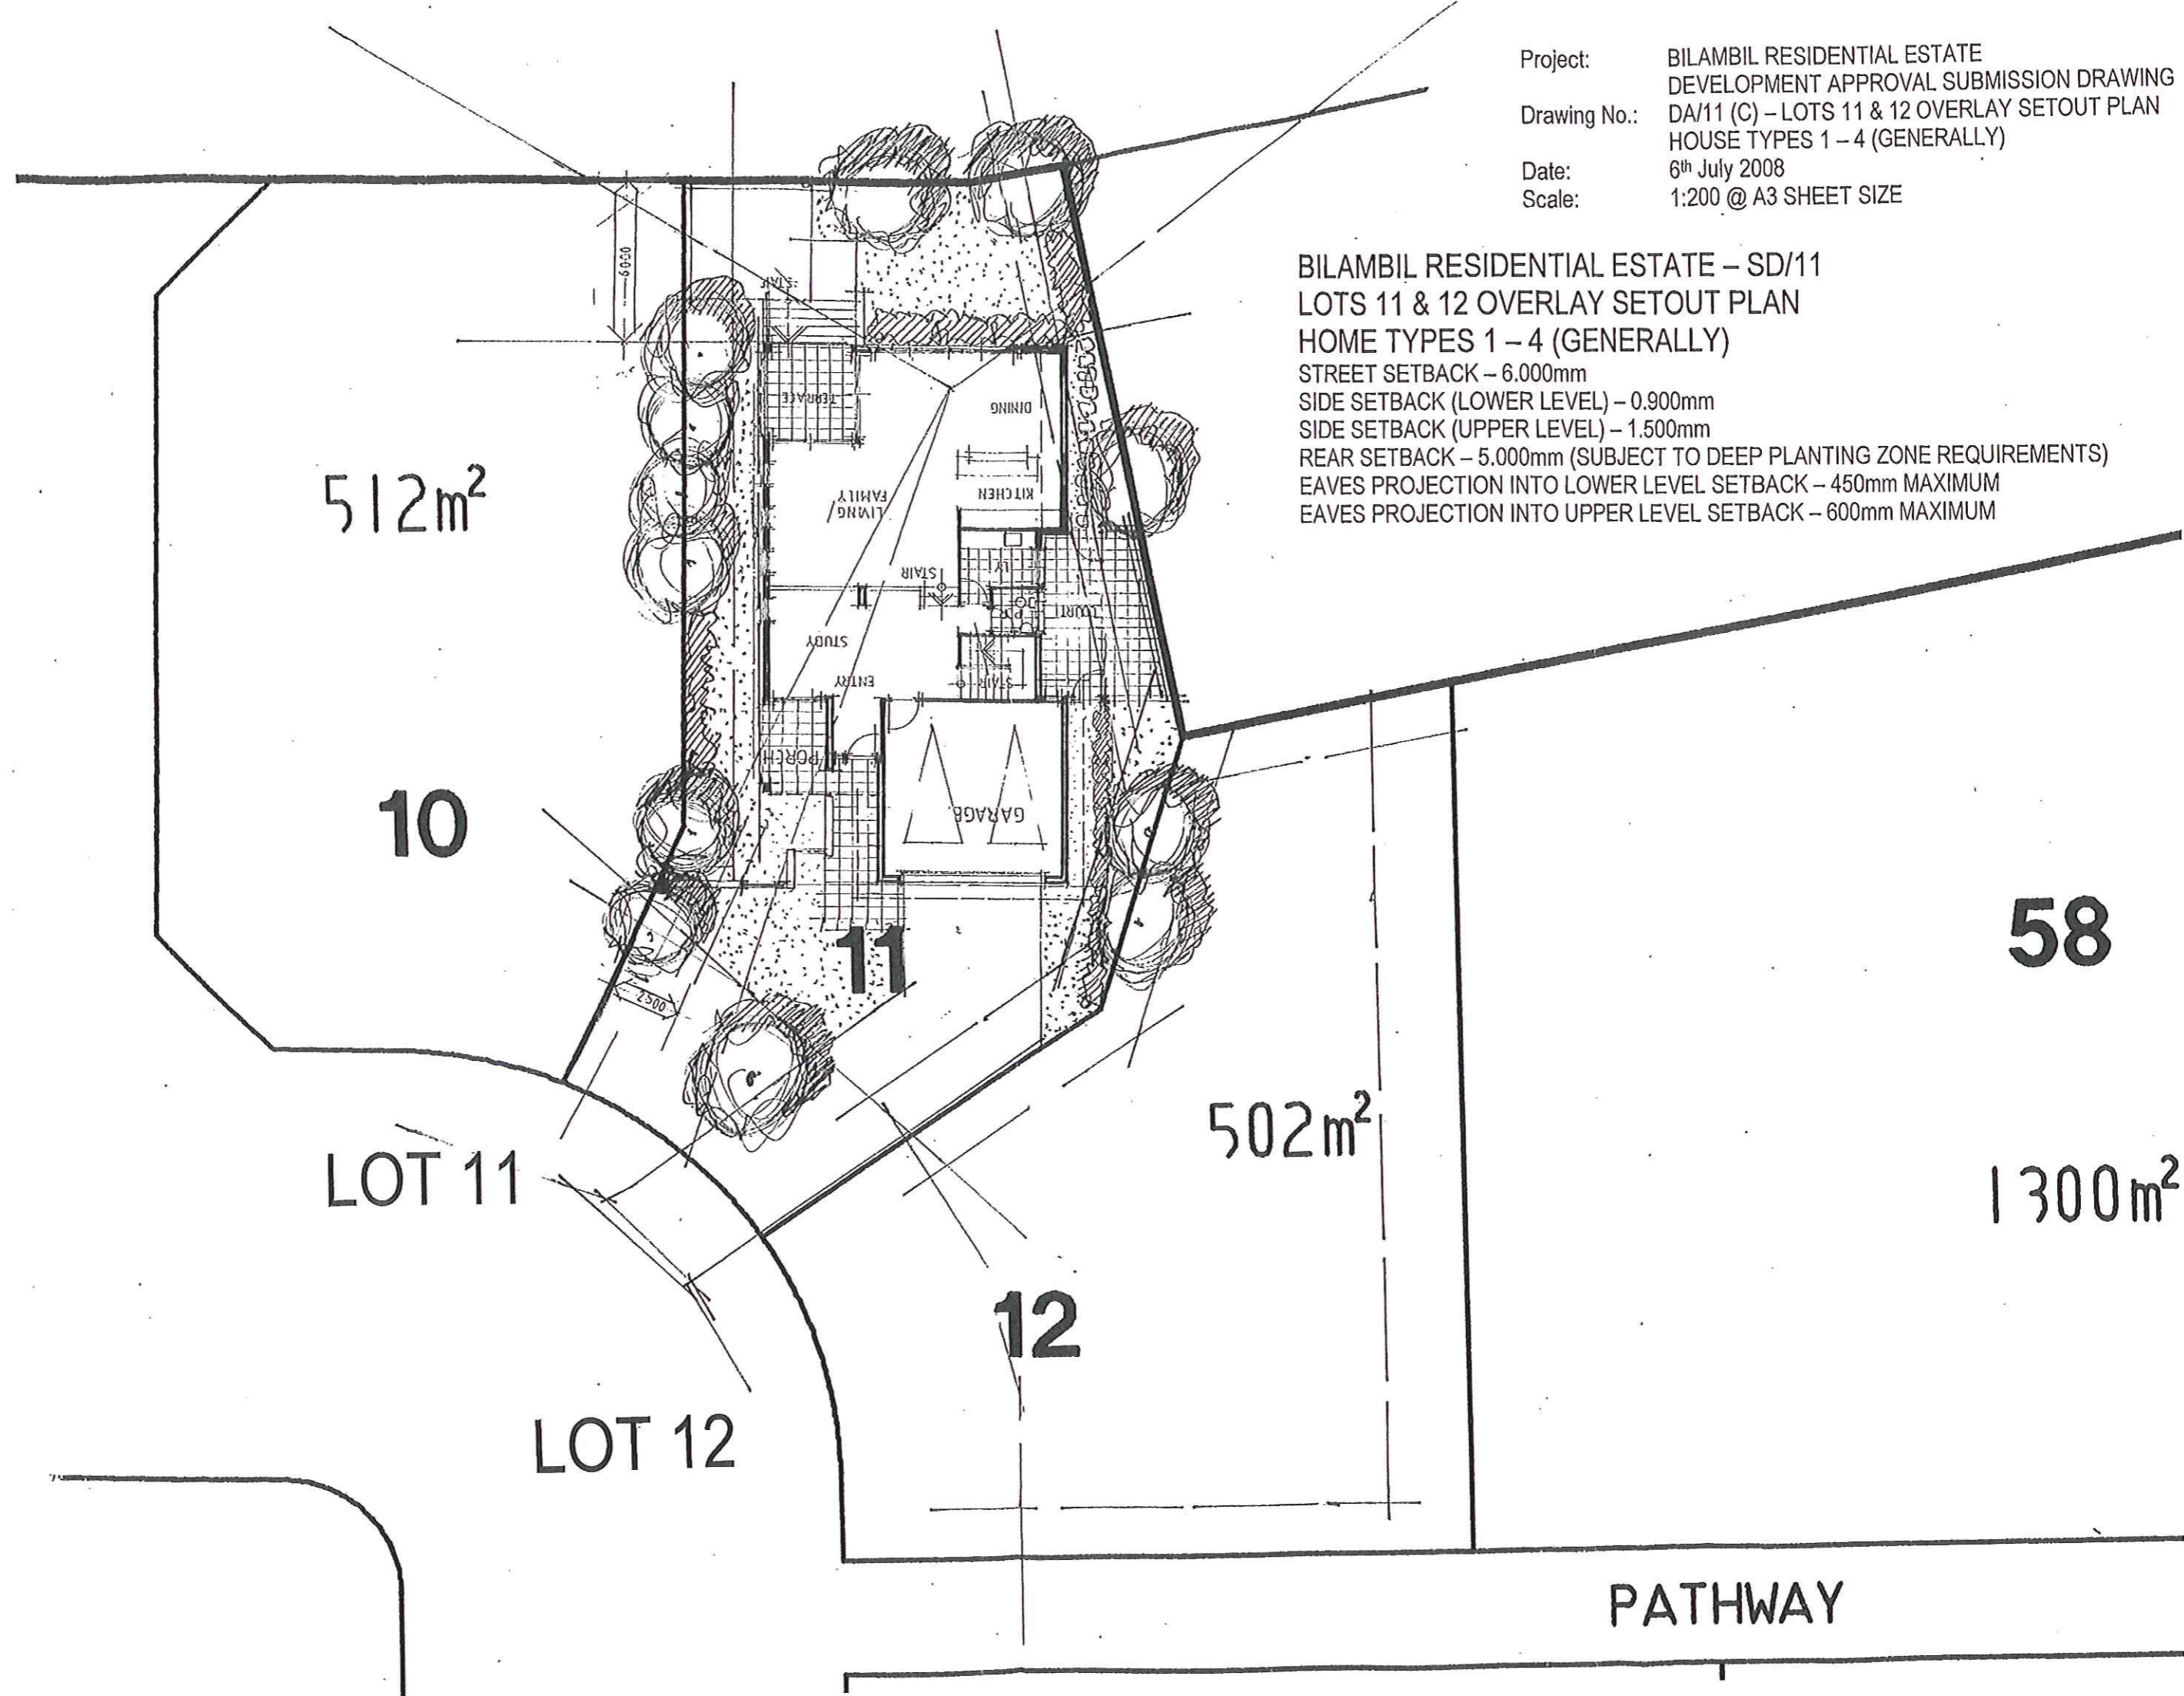 Project: BILAMBIL RESIDENTIAL ESTATE
DEVELOPMENT APPROVAL SUBMISSION DRAWING
Drawing No.: DA/11 (C) – LOTS 11 & 12 OVERLAY SETOUT PLAN
HOUSE TYPES 1 – 4 (GENERALLY)
Date: 6th July 2008
Scale: 1:200 @ A3 SHEET SIZE
BILAMBIL RESIDENTIAL ESTATE – SD/11
LOTS 11 & 12 OVERLAY SETOUT PLAN
HOME TYPES 1 – 4 (GENERALLY)
STREET SETBACK – 6.000mm
SIDE SETBACK (LOWER LEVEL) – 0.900mm
SIDE SETBACK (UPPER LEVEL) – 1.500mm
REAR SETBACK – 5.000mm (SUBJECT TO DEEP PLANTING ZONE REQUIREMENTS)
EAVES PROJECTION INTO LOWER LEVEL SETBACK – 450mm MAXIMUM
EAVES PROJECTION INTO UPPER LEVEL SETBACK – 600mm MAXIMUM
6000
STAIR
TERRACE
DINING
KITCHEN
LIVING/
FAMILY
512m²
STAIR
L'Y
P.R
COURT
STUDY
ENTRY
STAIR
PORCH
GARAGE
10
11
58
2500
502m²
1300m²
LOT 11
12
LOT 12
PATHWAY